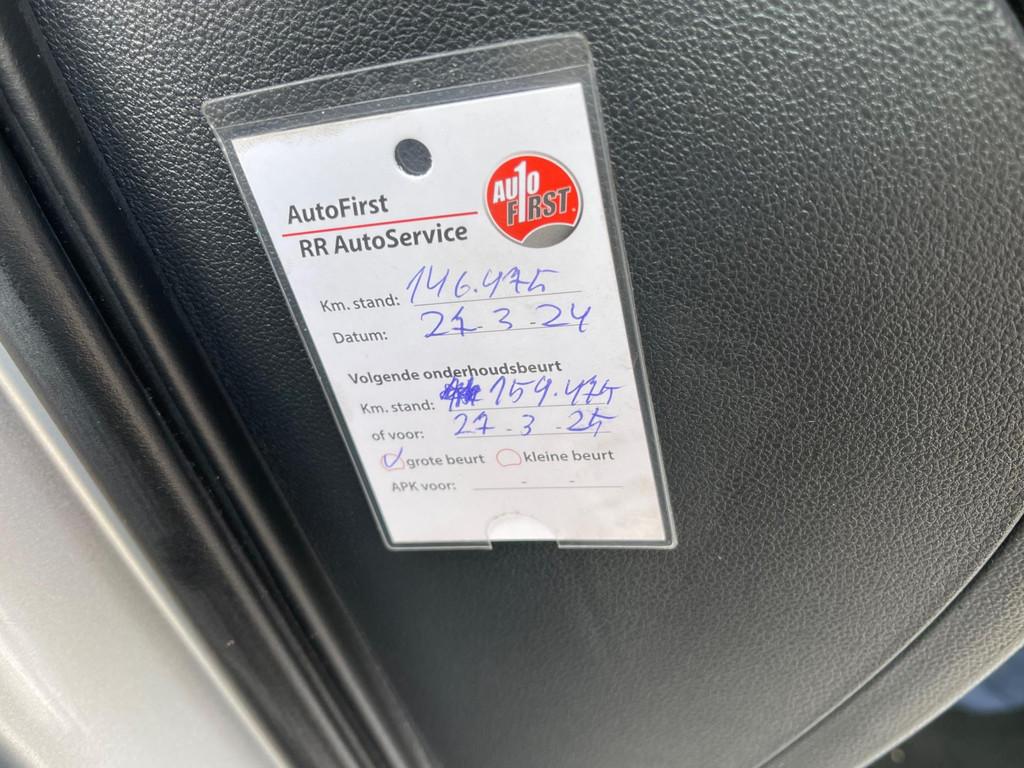 AutoFirst
RR AutoService
AUTO
F1RST
Km. stand: 146.475
Datum: 27-3-24
Volgende onderhoudsbeurt
Km. stand: 159.475
of voor: 27-3-25
grote beurt kleine beurt
APK voor: - -